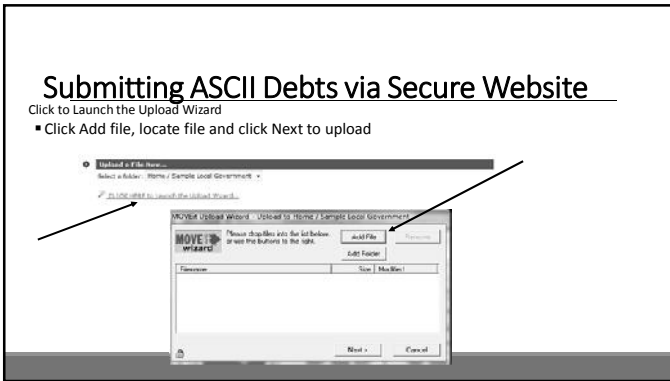 Submitting ASCII Debts via Secure Website
Click to Launch the Upload Wizard
▪ Click Add file, locate file and click Next to upload
Upload a File Now...
Select a folder: Home / Sample Local Government
CLICK HERE to Launch the Upload Wizard...
MOVEit Upload Wizard - Upload to Home / Sample Local Government
MOVEit wizard
Please drop files into the list below
or use the buttons to the right.
Add File
Remove
Add Folder
Filename Size Modified
Next > Cancel